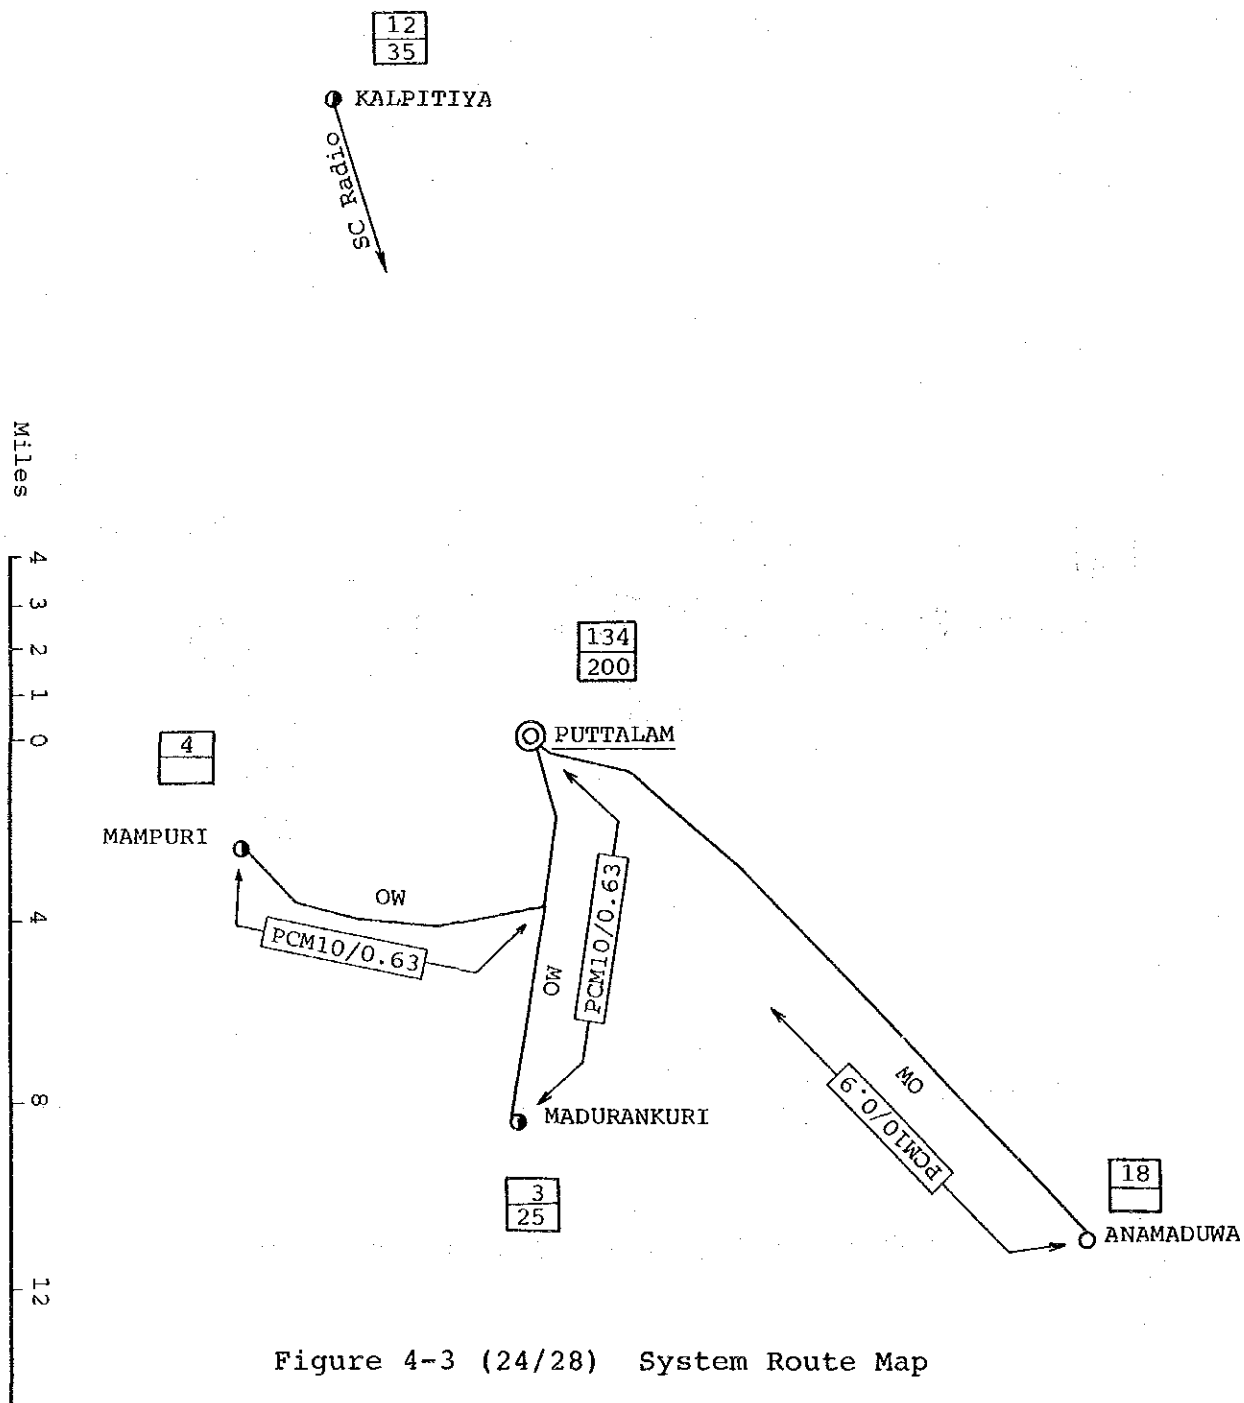 12
35
KALPITIYA
SC Radio
Miles
4
3
2
1
0
4
8
12
134
200
PUTTALAM
4
MAMPURI
OW
PCM10/0.63
PCM10/0.63
OW
MADURANKURI
3
25
OW
PCM10/0.9
18
ANAMADUWA
Figure 4-3 (24/28) System Route Map